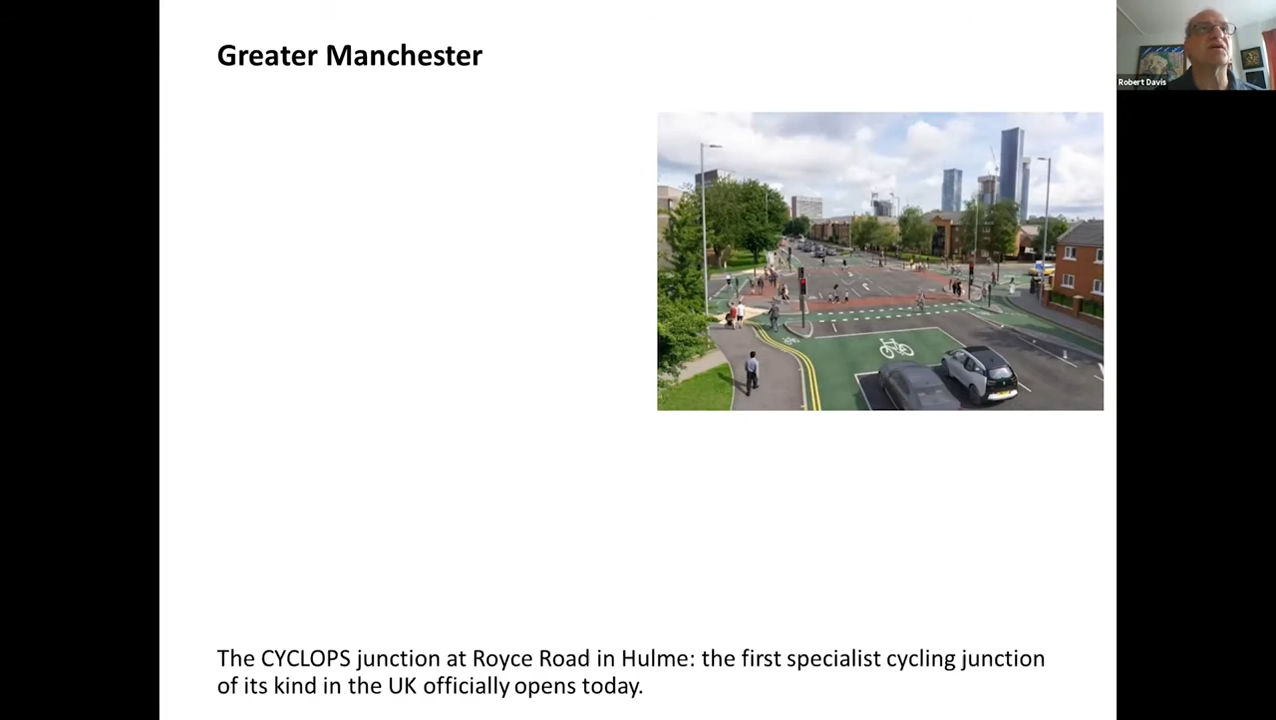 Greater Manchester
Robert Davis
The CYCLOPS junction at Royce Road in Hulme: the first specialist cycling junction
of its kind in the UK officially opens today.